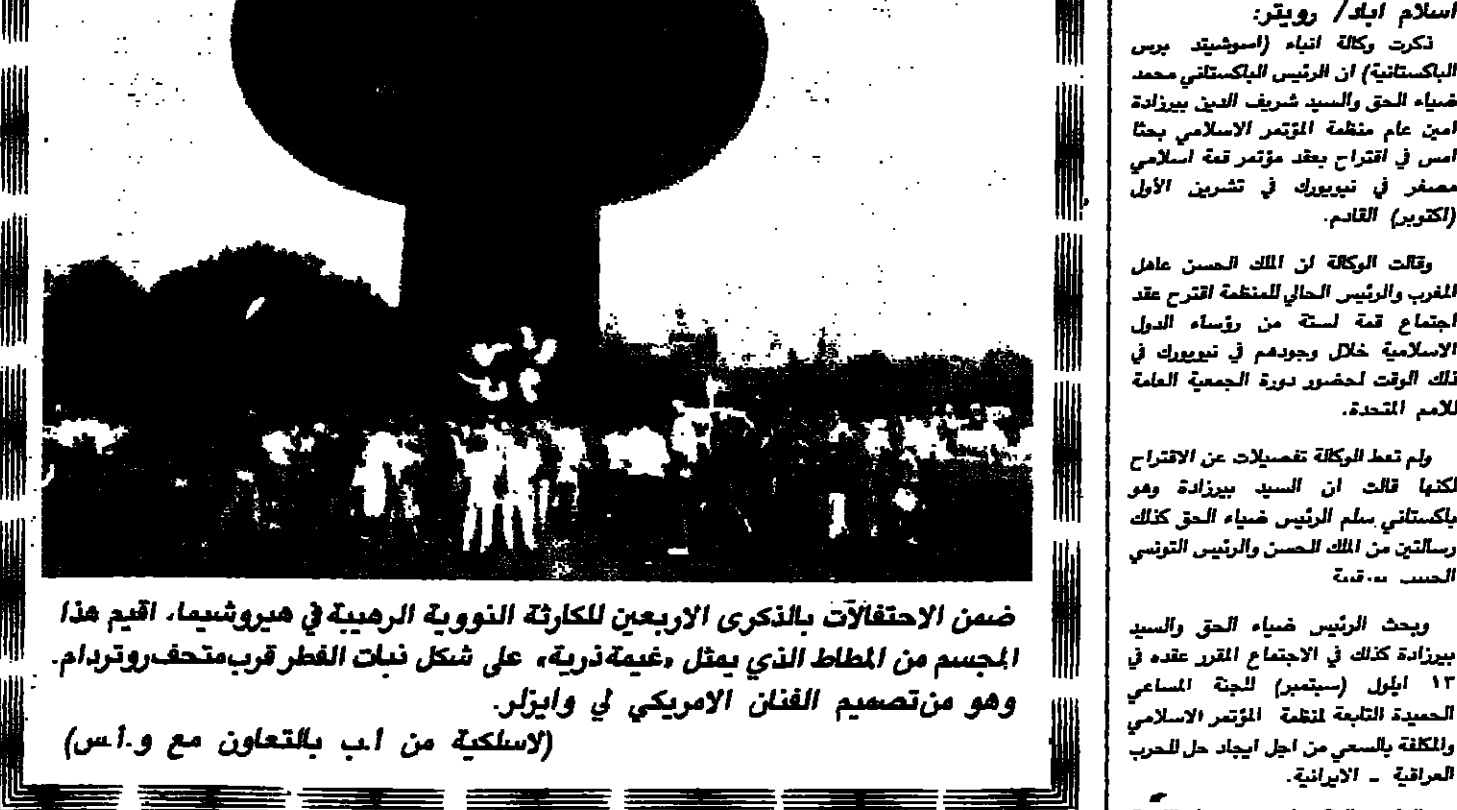 اسلام اباد/ رويتر:
ذكرت وكالة انباء (اسوشيتد برس
الباكستانية) ان الرئيس الباكستاني محمد
ضياء الحق والسيد شريف الدين بيرزادة
امين عام منظمة المؤتمر الاسلامي بحثا
امس في اقتراح بعقد مؤتمر قمة اسلامي
مصغر في نيويورك في تشرين الأول
(اكتوبر) القادم.
وقالت الوكالة ان الملك الحسن عاهل
المغرب والرئيس الحالي للمنظمة اقترح عقد
اجتماع قمة لستة من رؤساء الدول
الاسلامية خلال وجودهم في نيويورك في
ذلك الوقت لحضور دورة الجمعية العامة
للامم المتحدة.
ولم تعط الوكالة تفصيلات عن الاقتراح
لكنها قالت ان السيد بيرزادة وهو
باكستاني سلم الرئيس ضياء الحق كذلك
رسالتين من الملك الحسن والرئيس التونسي
الحبيب
وبحث الرئيس ضياء الحق والسيد
بيرزادة كذلك في الاجتماع المقرر عقده في
١٣ ايلول (سبتمبر) للجنة المساعي
الحميدة التابعة لمنظمة المؤتمر الاسلامي
والمكلفة بالسعي من اجل ايجاد حل للحرب
العراقية ـ الايرانية.
ضمن الاحتفالات بالذكرى الاربعين للكارثة النووية الرهيبة في هيروشيما، اقيم هذا
المجسم من المطاط الذي يمثل «غيمة ذرية» على شكل نبات الفطر قرب متحف روتردام.
وهو من تصميم الفنان الامريكي لي وايزلر.
(لاسلكية من أ.ب بالتعاون مع و.أ.س)